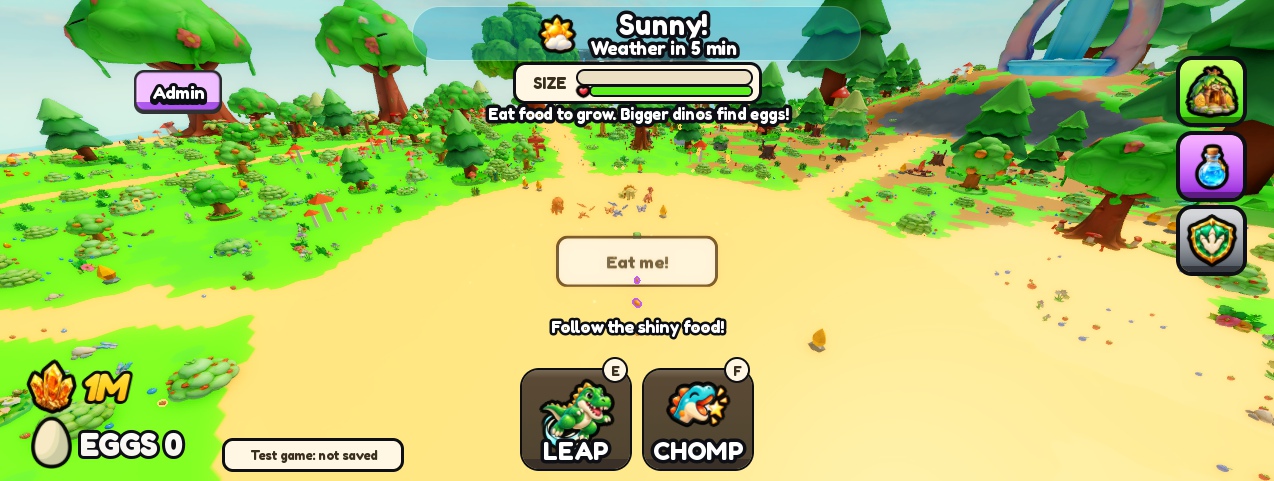 Sunny!
Weather in 5 min
Admin
SIZE
Eat food to grow. Bigger dinos find eggs!
Eat me!
Follow the shiny food!
E
F
1M
LEAP
CHOMP
EGGS 0
Test game: not saved